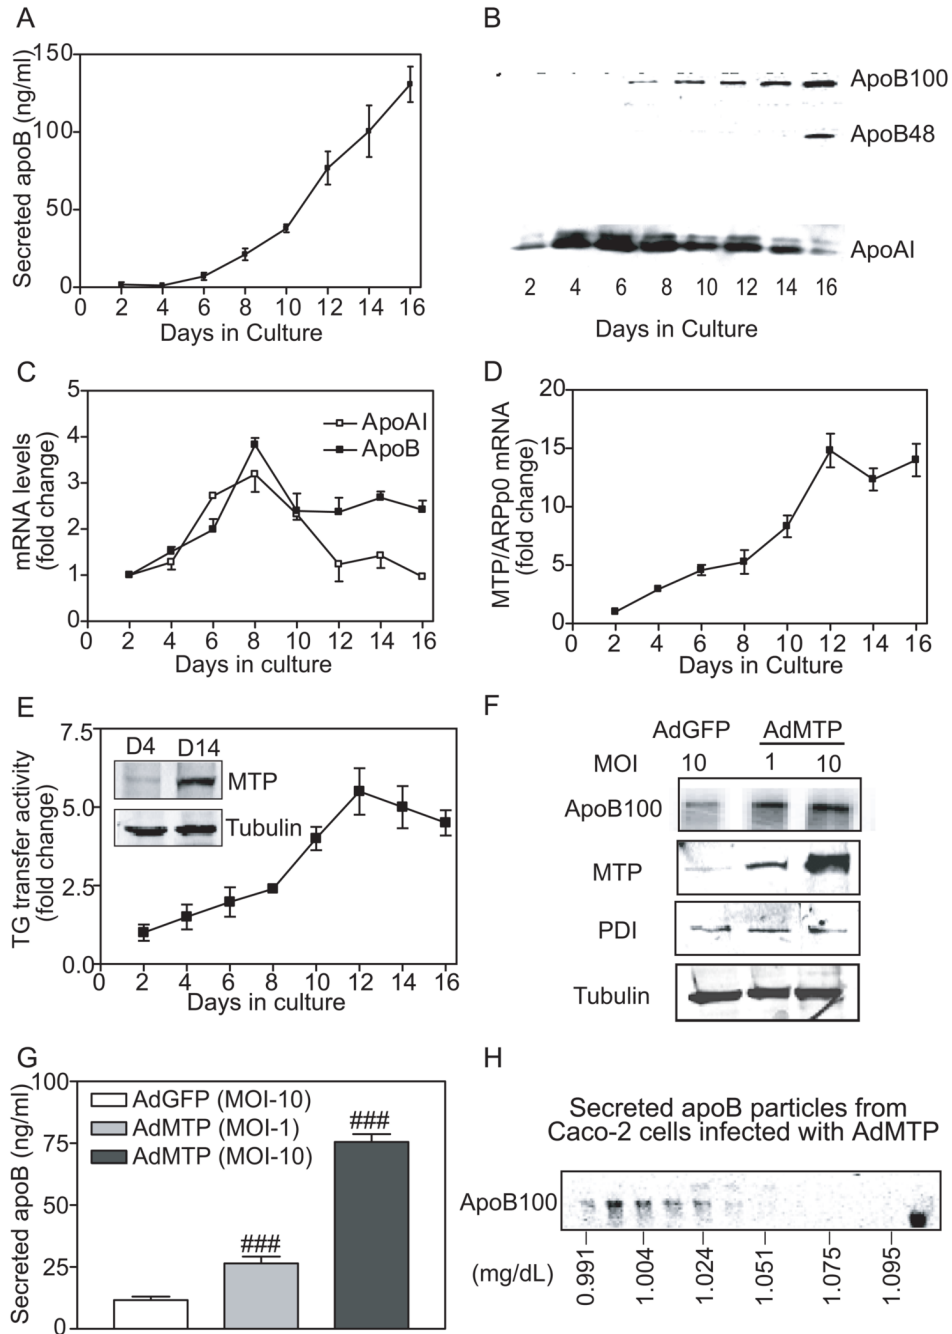 A
Secreted apoB (ng/ml)
150
100
50
0
0 2 4 6 8 10 12 14 16
Days in Culture
B
ApoB100
ApoB48
ApoAI
2 4 6 8 10 12 14 16
Days in Culture
C
mRNA levels
(fold change)
5
4
3
2
1
0
ApoAI
ApoB
0 2 4 6 8 10 12 14 16
Days in culture
D
MTP/ARPp0 mRNA
(fold change)
20
15
10
5
0
0 2 4 6 8 10 12 14 16
Days in Culture
E
TG transfer activity
(fold change)
7.5
5.0
2.5
0.0
D4 D14
MTP
Tubulin
0 2 4 6 8 10 12 14 16
Days in culture
F
AdGFP AdMTP
MOI 10 1 10
ApoB100
MTP
PDI
Tubulin
G
Secreted apoB (ng/ml)
100
75
50
25
0
AdGFP (MOI-10)
AdMTP (MOI-1)
AdMTP (MOI-10)
###
###
H
Secreted apoB particles from
Caco-2 cells infected with AdMTP
ApoB100
(mg/dL)
0.991
1.004
1.024
1.051
1.075
1.095